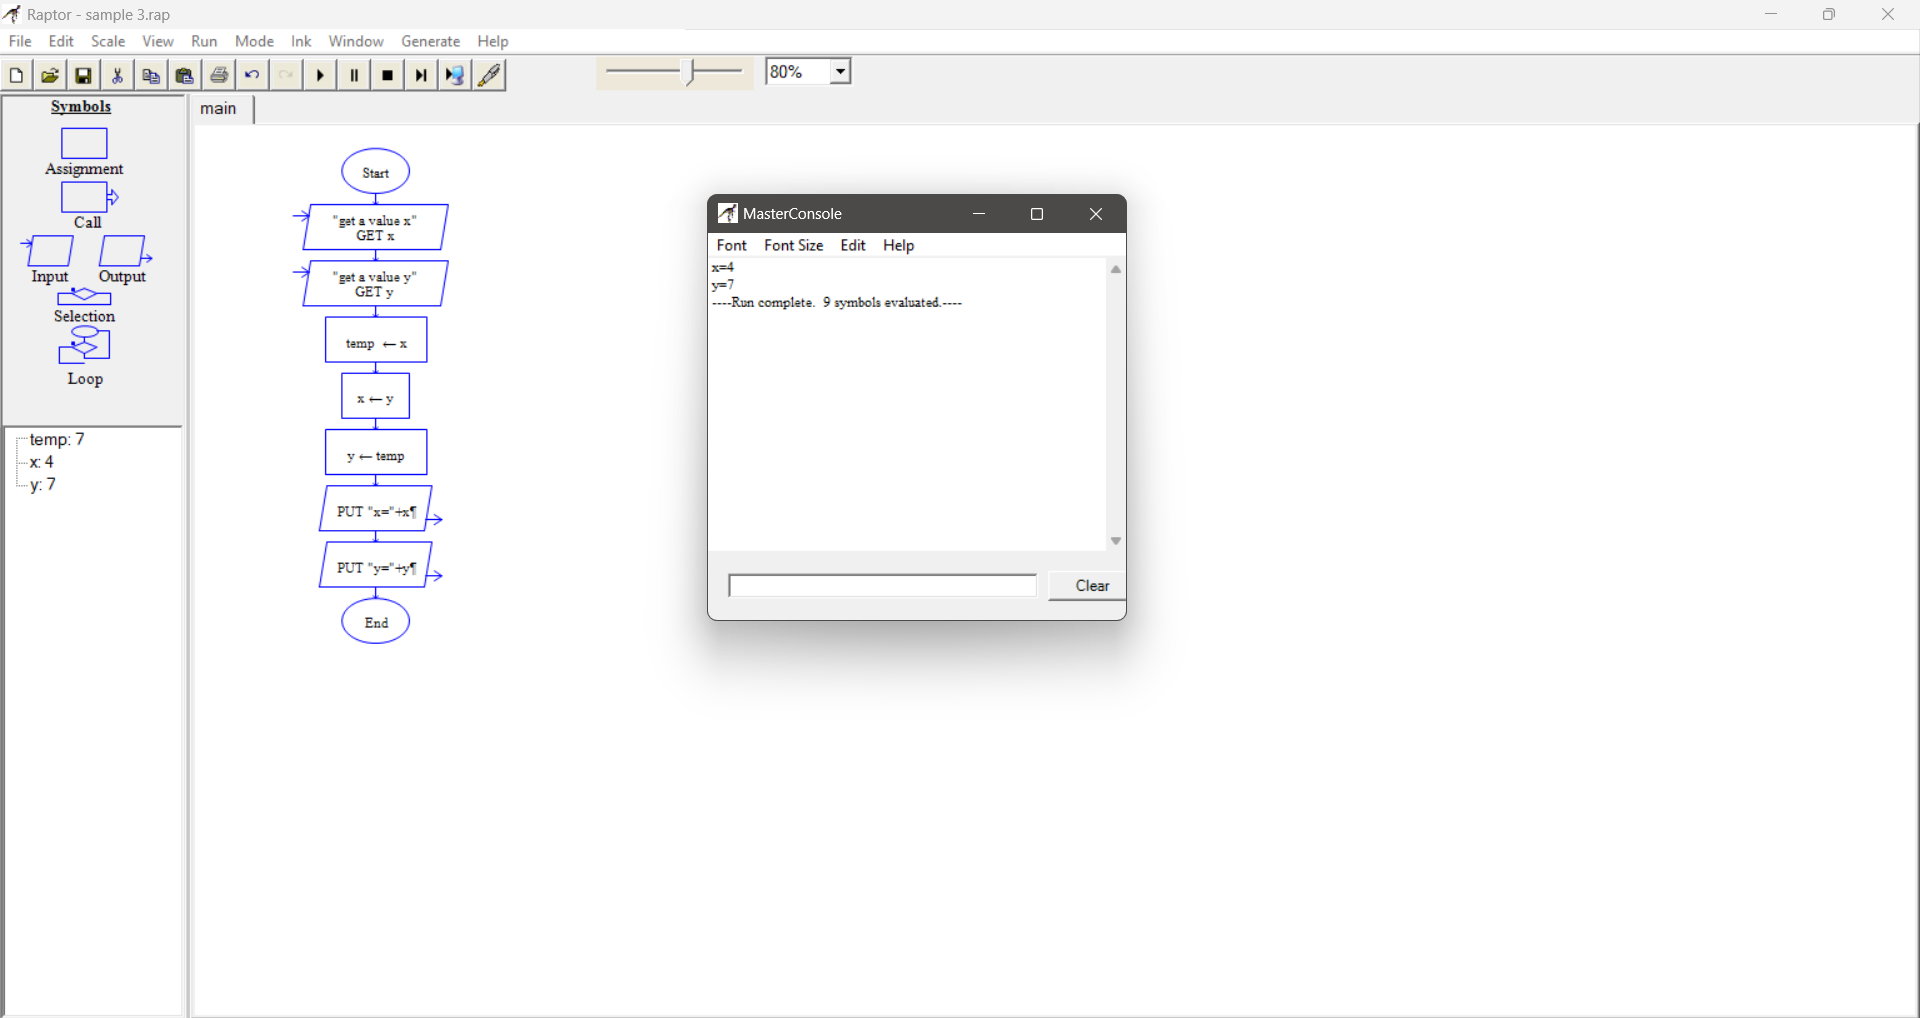 Raptor - sample 3.rap
File Edit Scale View Run Mode Ink Window Generate Help
80%
Symbols
Assignment
Call
Input Output
Selection
Loop
temp: 7
x: 4
y: 7
main
Start
"get a value x"
GET x
"get a value y"
GET y
temp ← x
x ← y
y ← temp
PUT "x="+x¶
PUT "y="+y¶
End
MasterConsole
Font Font Size Edit Help
x=4
y=7
----Run complete. 9 symbols evaluated.----
Clear